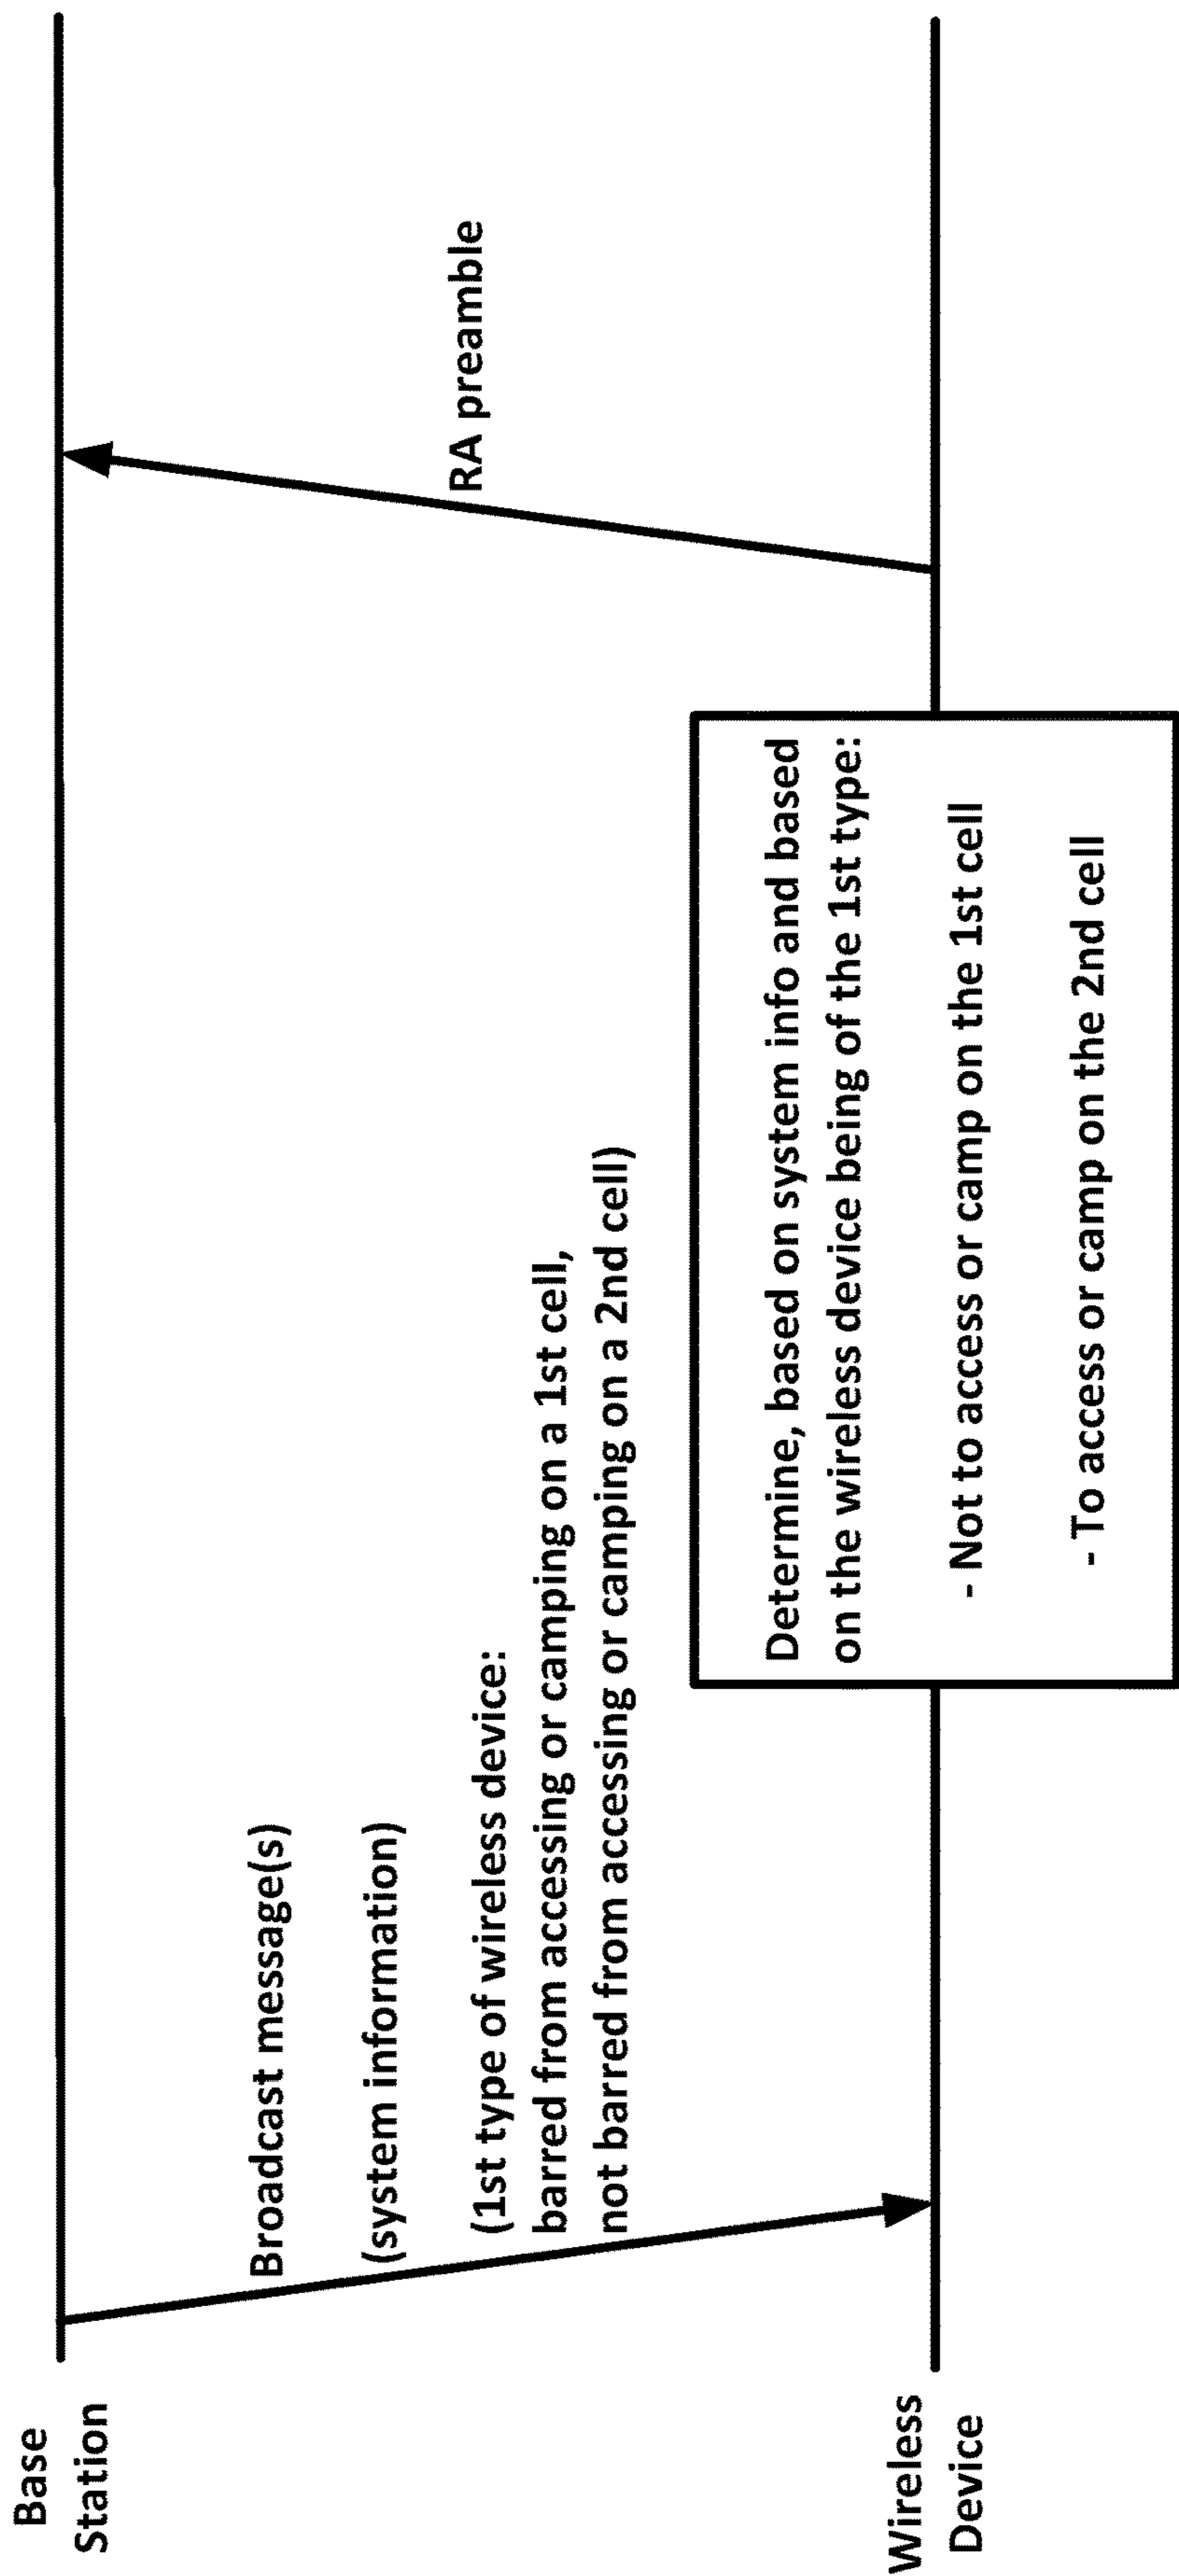 Base
Station
Broadcast message(s)
(system information)
(1st type of wireless device:
barred from accessing or camping on a 1st cell,
not barred from accessing or camping on a 2nd cell)
RA preamble
Determine, based on system info and based
on the wireless device being of the 1st type:
- Not to access or camp on the 1st cell
- To access or camp on the 2nd cell
Wireless
Device